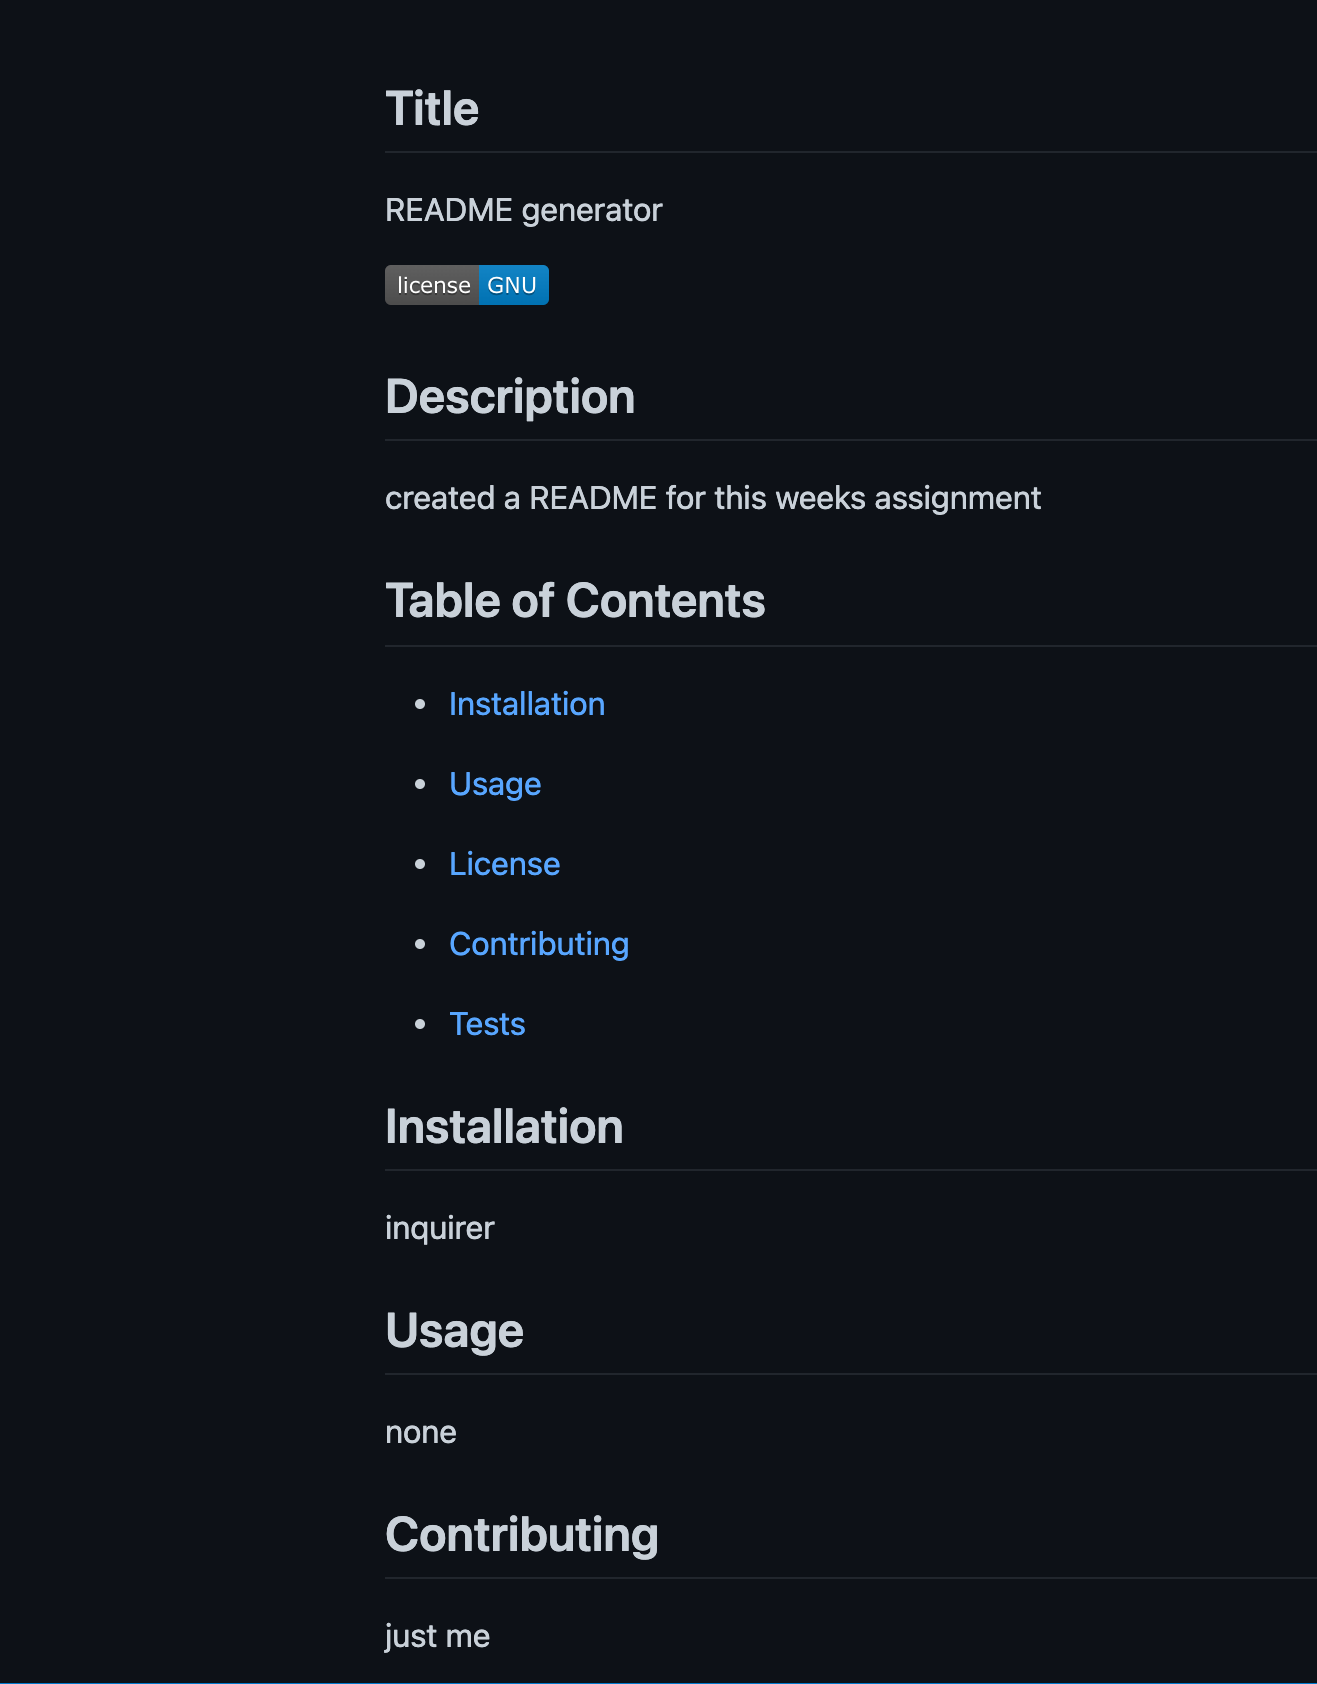 Title
README generator
license GNU
Description
created a README for this weeks assignment
Table of Contents
Installation
Usage
License
Contributing
Tests
Installation
inquirer
Usage
none
Contributing
just me